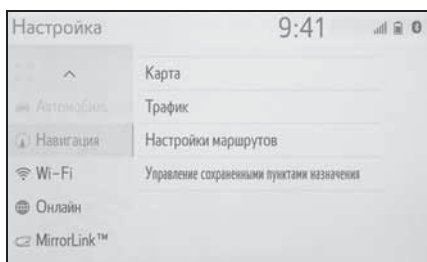 Настройка 9:41
Автомобиль
Навигация
Wi-Fi
Онлайн
MirrorLink™
Карта
Трафик
Настройки маршрутов
Управление сохраненными пунктами назначения